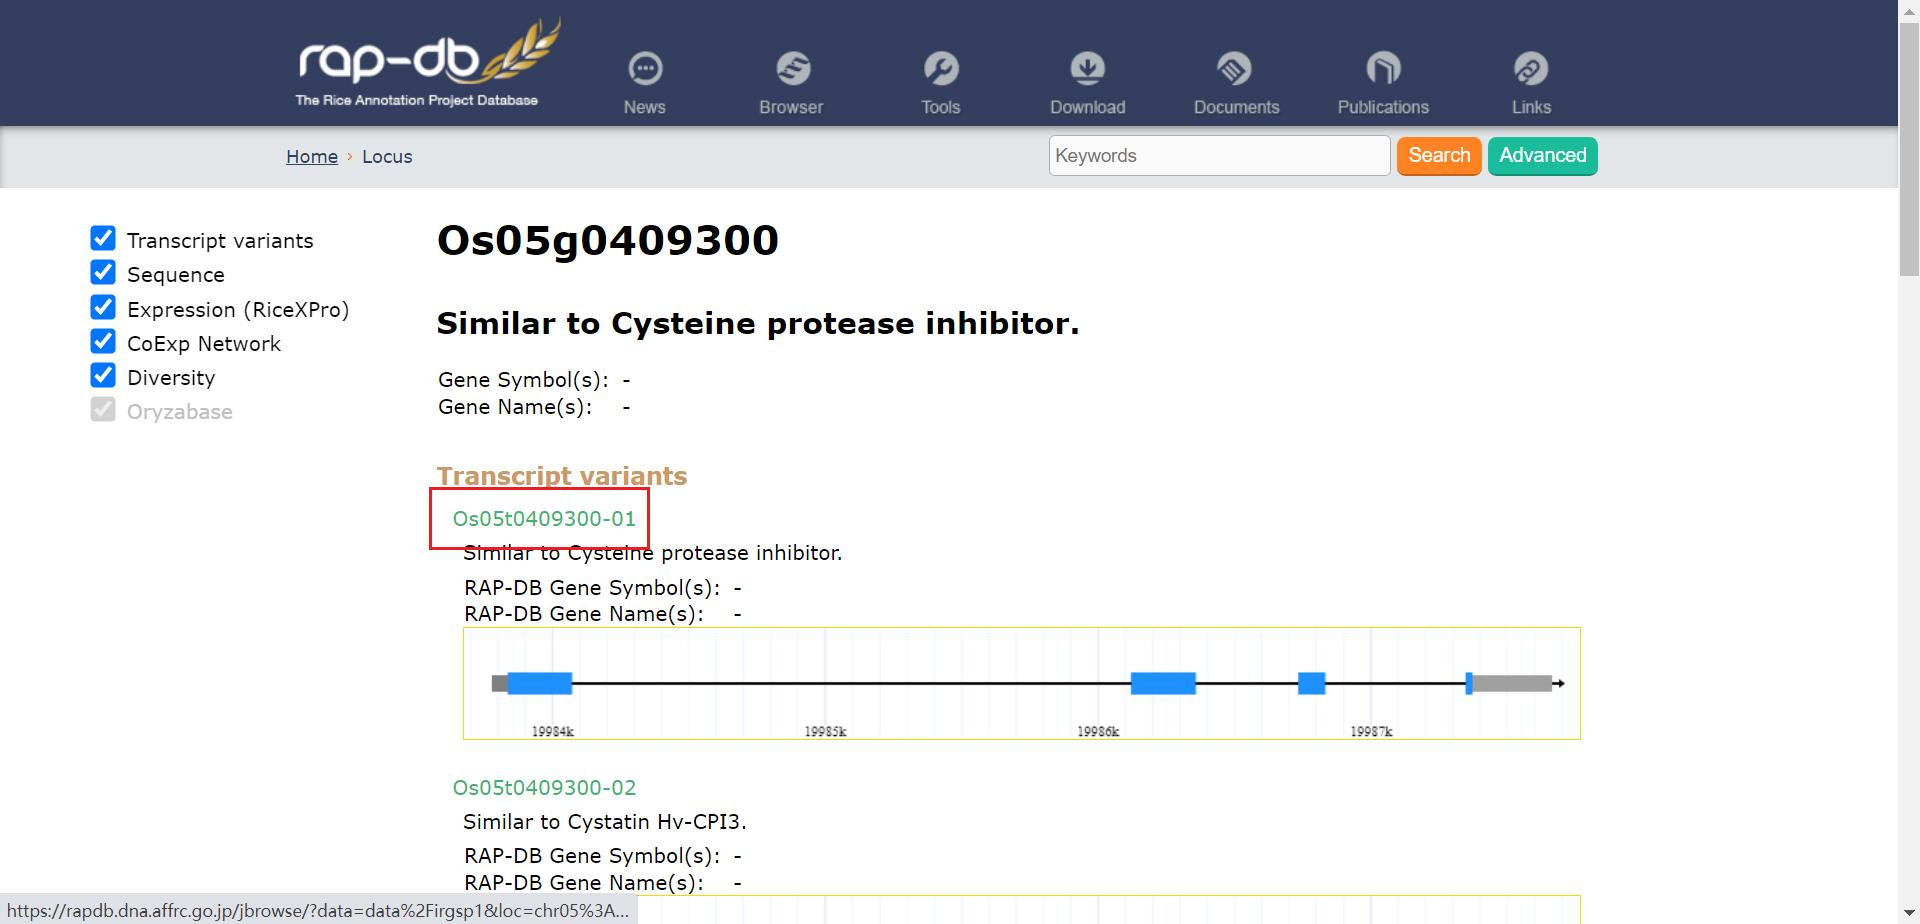 rap-db
The Rice Annotation Project Database
News
Browser
Tools
Download
Documents
Publications
Links
Home › Locus
Keywords
Search
Advanced
Transcript variants
Sequence
Expression (RiceXPro)
CoExp Network
Diversity
Oryzabase
Os05g0409300
Similar to Cysteine protease inhibitor.
Gene Symbol(s): -
Gene Name(s): -
Transcript variants
Os05t0409300-01
Similar to Cysteine protease inhibitor.
RAP-DB Gene Symbol(s): -
RAP-DB Gene Name(s): -
19984k 19985k 19986k 19987k
Os05t0409300-02
Similar to Cystatin Hv-CPI3.
RAP-DB Gene Symbol(s): -
RAP-DB Gene Name(s): -
https://rapdb.dna.affrc.go.jp/jbrowse/?data=data%2Firgsp1&loc=chr05%3A...